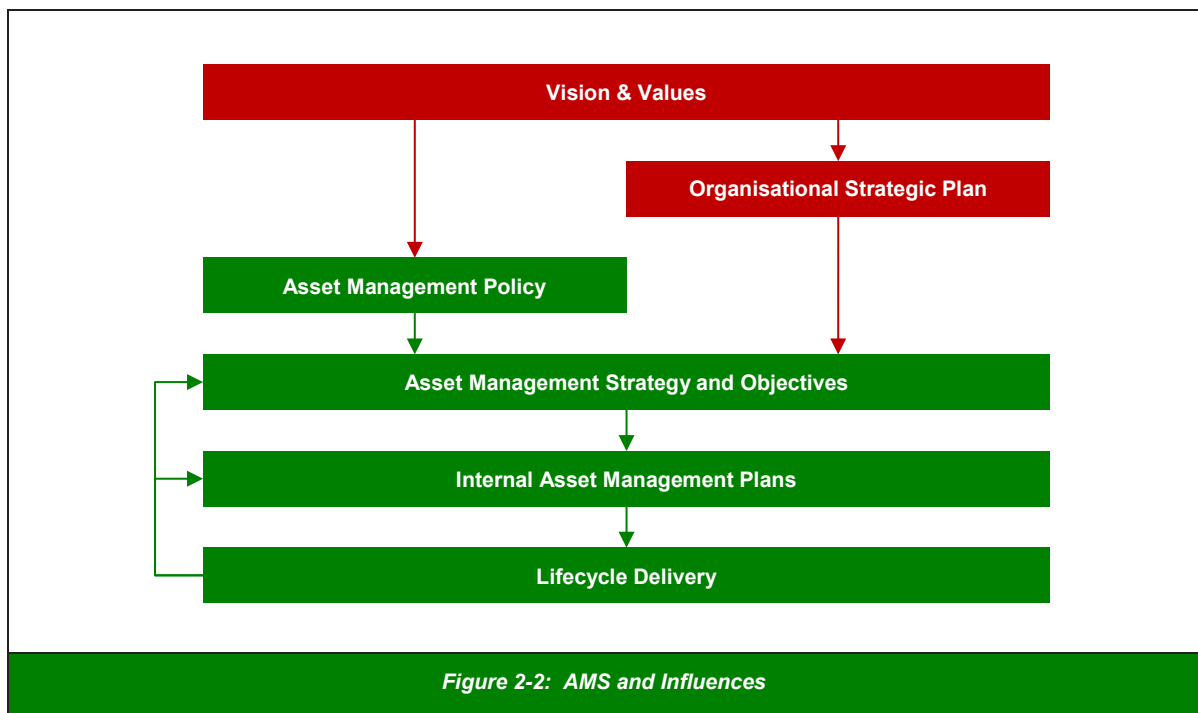 Vision & Values
Organisational Strategic Plan
Asset Management Policy
Asset Management Strategy and Objectives
Internal Asset Management Plans
Lifecycle Delivery
Figure 2-2: AMS and Influences